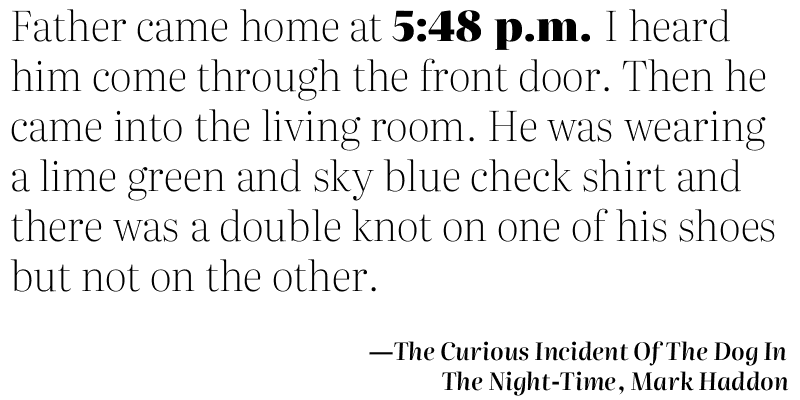 Father came home at 5:48 p.m. I heard
him come through the front door. Then he
came into the living room. He was wearing
a lime green and sky blue check shirt and
there was a double knot on one of his shoes
but not on the other.
—The Curious Incident Of The Dog In
The Night-Time, Mark Haddon